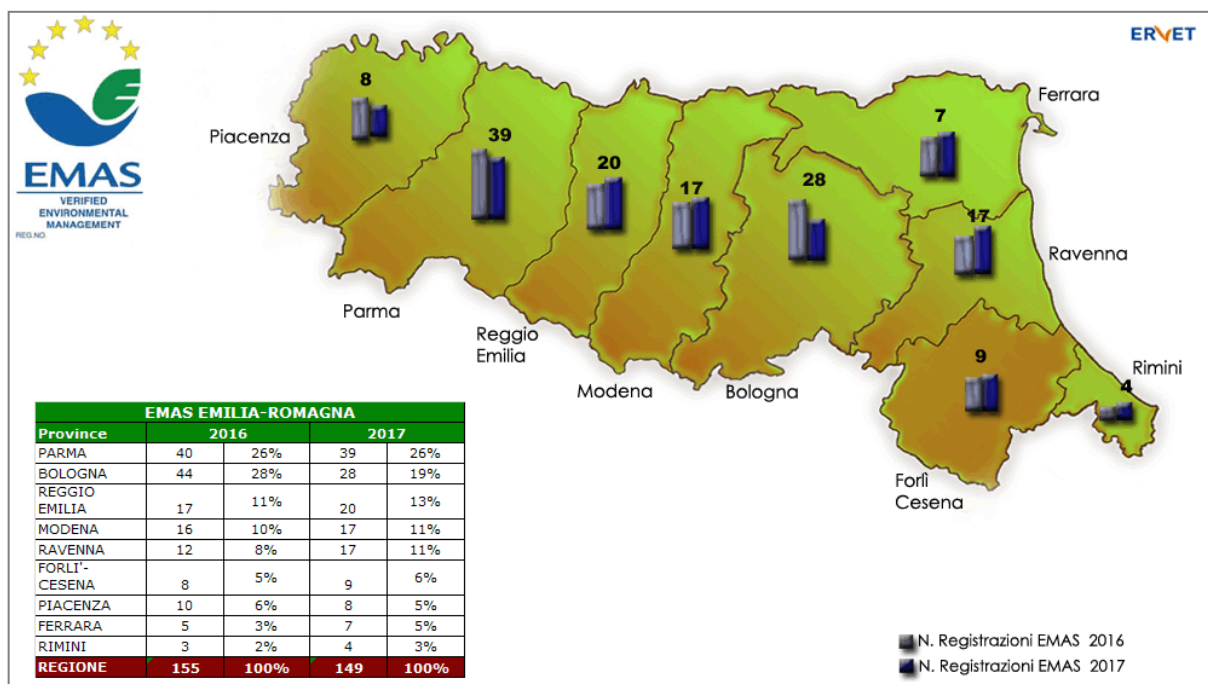 ERVET
EMAS
VERIFIED
ENVIRONMENTAL
MANAGEMENT
REG.NO.
8
Piacenza
39
Parma
20
Reggio
Emilia
17
Modena
28
Bologna
7
Ferrara
17
Ravenna
9
Forlì
Cesena
4
Rimini
EMAS EMILIA-ROMAGNA
Province 2016 2017
PARMA 40 26% 39 26%
BOLOGNA 44 28% 28 19%
REGGIO
EMILIA 17 11% 20 13%
MODENA 16 10% 17 11%
RAVENNA 12 8% 17 11%
FORLI'-
CESENA 8 5% 9 6%
PIACENZA 10 6% 8 5%
FERRARA 5 3% 7 5%
RIMINI 3 2% 4 3%
REGIONE 155 100% 149 100%
N. Registrazioni EMAS 2016
N. Registrazioni EMAS 2017